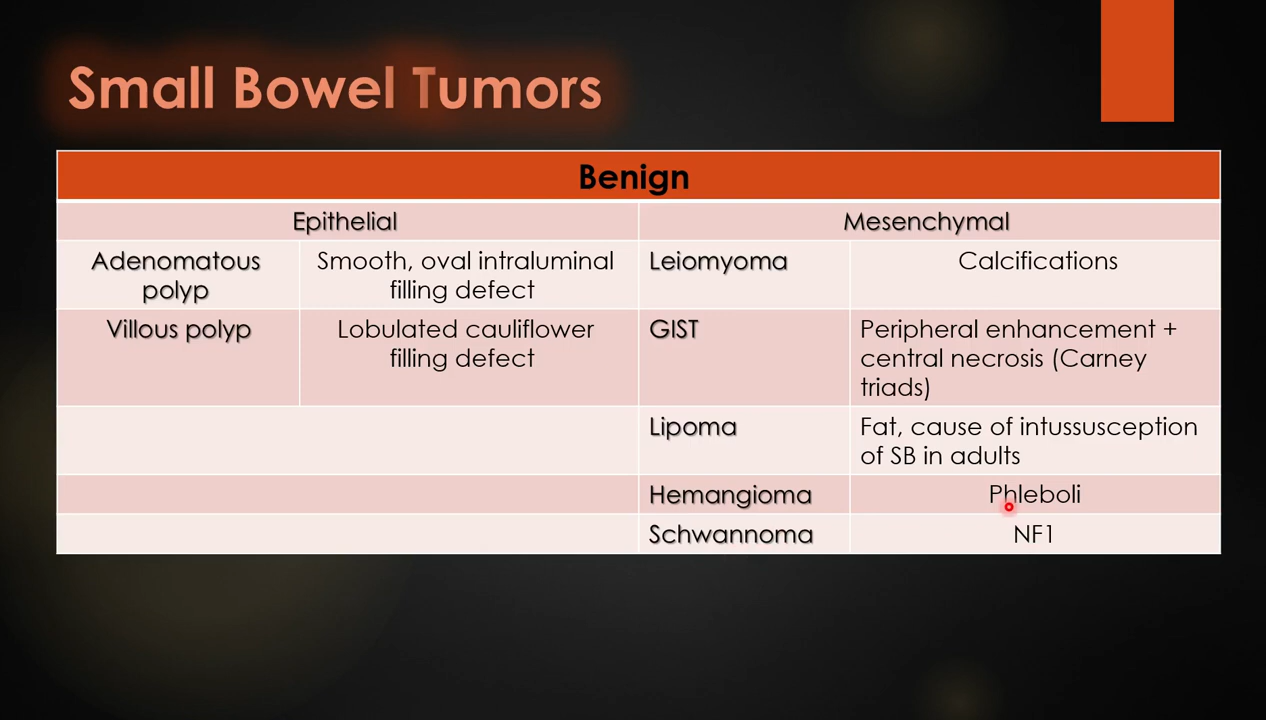 Small Bowel Tumors
Benign
Epithelial
Mesenchymal
Adenomatous
polyp
Smooth, oval intraluminal
filling defect
Leiomyoma
Calcifications
Villous polyp
Lobulated cauliflower
filling defect
GIST
Peripheral enhancement +
central necrosis (Carney
triads)
Lipoma
Fat, cause of intussusception
of SB in adults
Hemangioma
Phleboli
Schwannoma
NF1